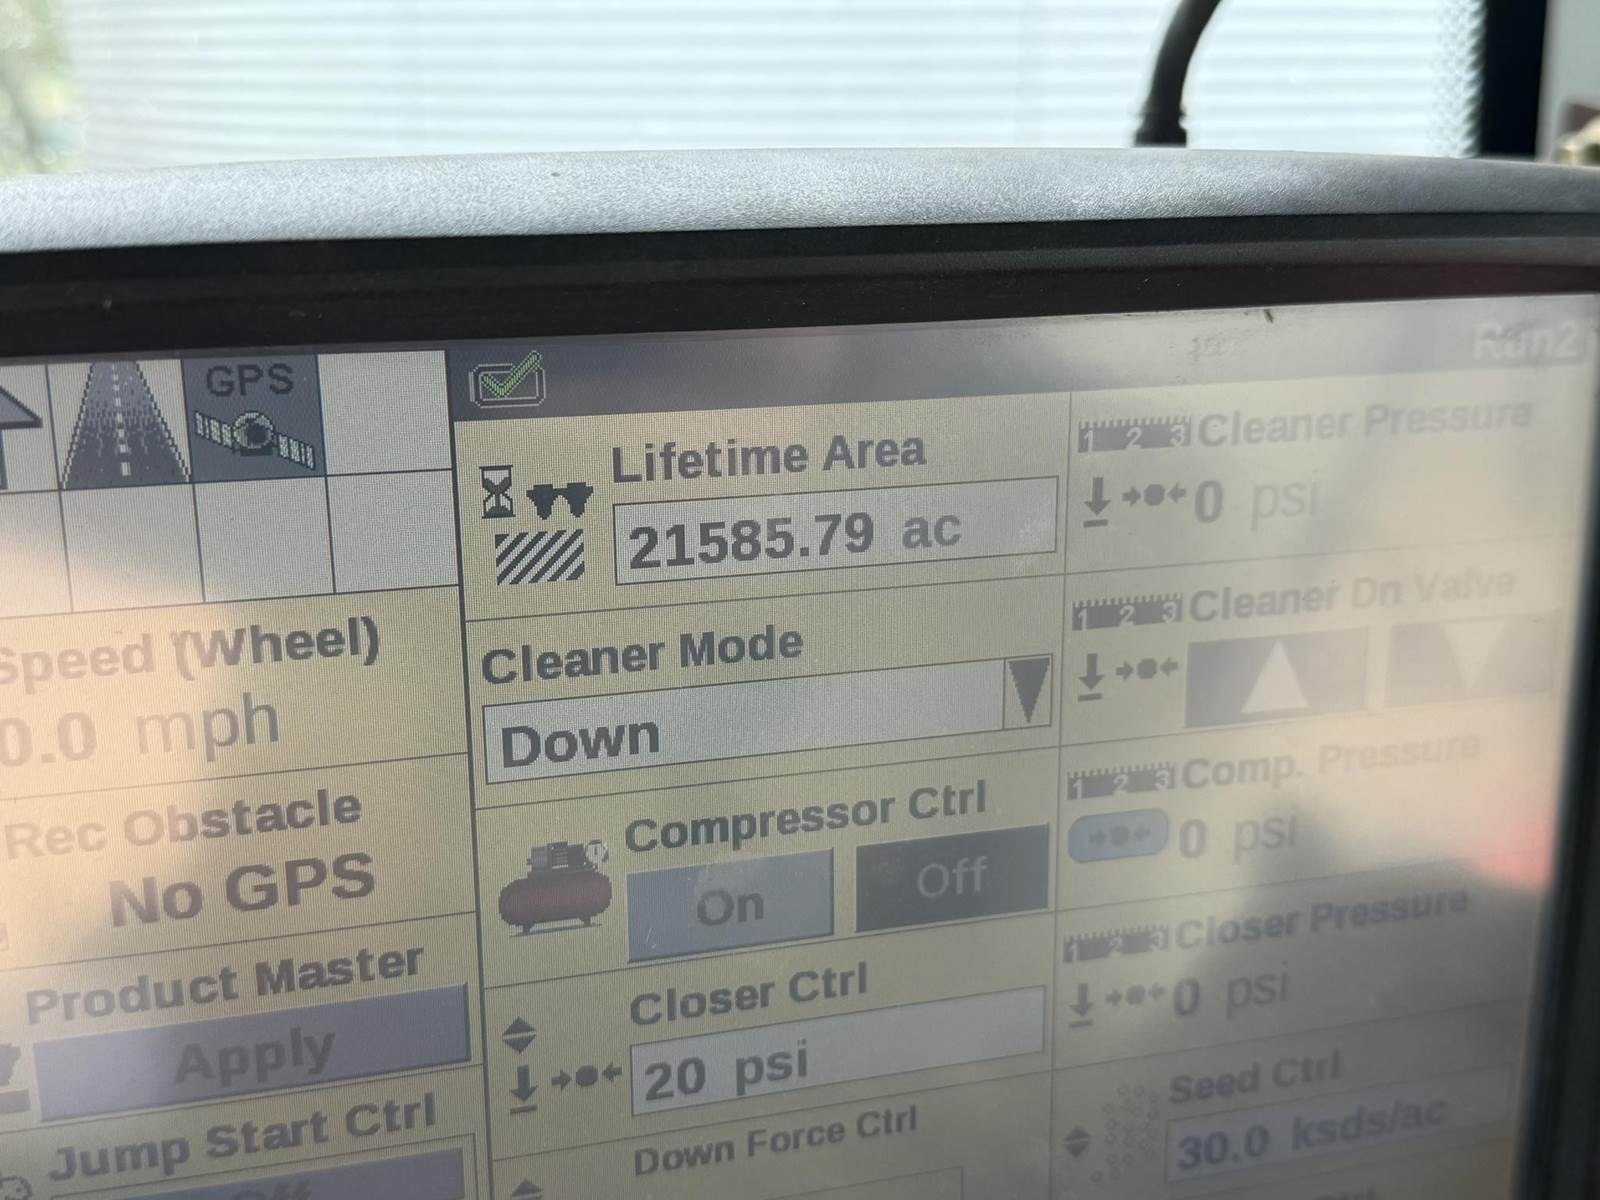 Run2
GPS
Lifetime Area
21585.79 ac
Cleaner Pressure
0 psi
Speed (Wheel)
0.0 mph
Cleaner Mode
Down
Cleaner Dn Valve
Rec Obstacle
No GPS
Compressor Ctrl
On
Off
Comp. Pressure
0 psi
Product Master
Apply
Closer Ctrl
20 psi
Closer Pressure
0 psi
Jump Start Ctrl
Down Force Ctrl
Seed Ctrl
30.0 ksds/ac